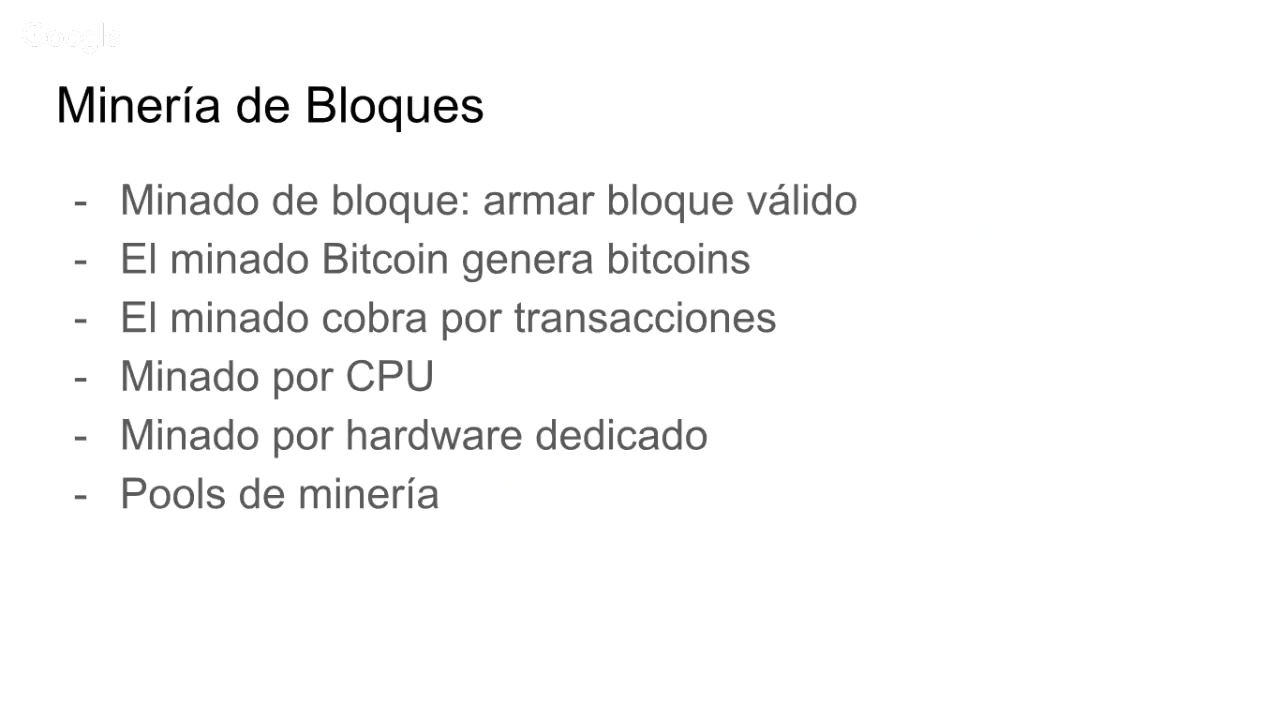 Google
Minería de Bloques
- Minado de bloque: armar bloque válido
- El minado Bitcoin genera bitcoins
- El minado cobra por transacciones
- Minado por CPU
- Minado por hardware dedicado
- Pools de minería